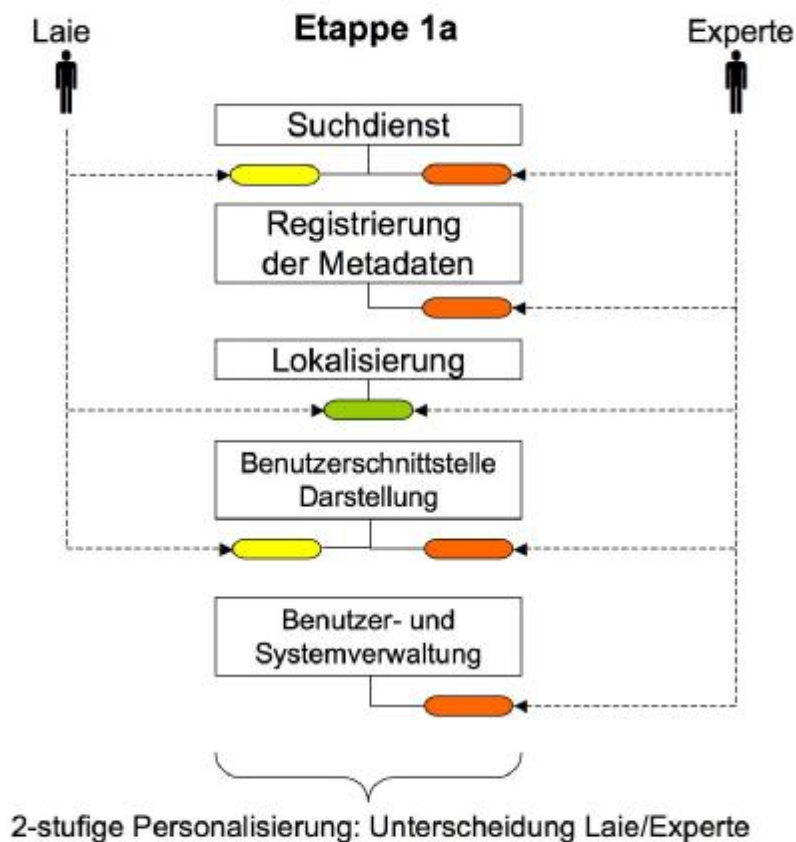 Laie
Etappe 1a
Experte
Suchdienst
Registrierung
der Metadaten
Lokalisierung
Benutzerschnittstelle
Darstellung
Benutzer- und
Systemverwaltung
2-stufige Personalisierung: Unterscheidung Laie/Experte